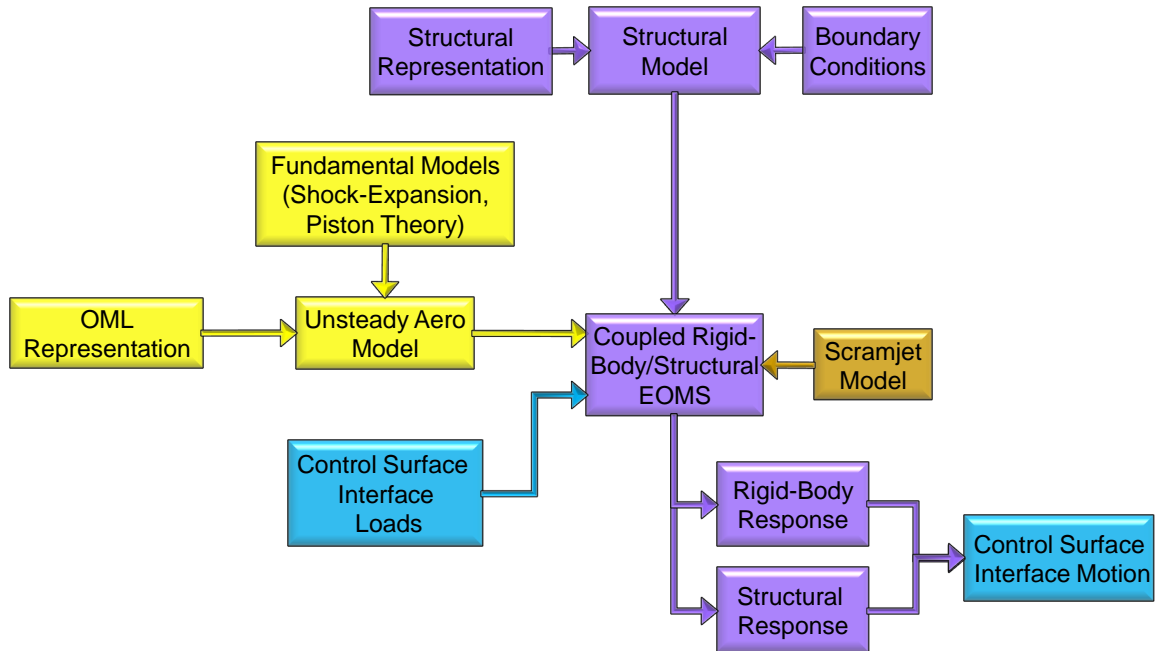 Structural
Representation
Structural
Model
Boundary
Conditions
Fundamental Models
(Shock-Expansion,
Piston Theory)
OML
Representation
Unsteady Aero
Model
Coupled Rigid-
Body/Structural
EOMS
Scramjet
Model
Control Surface
Interface
Loads
Rigid-Body
Response
Structural
Response
Control Surface
Interface Motion